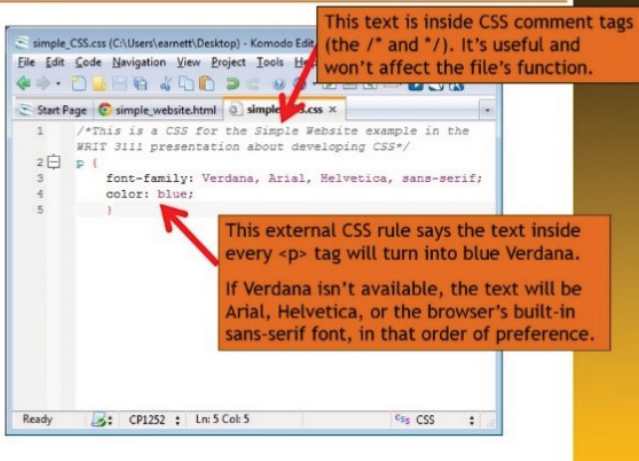 This text is inside CSS comment tags
(the /* and */). It's useful and
won't affect the file's function.
simple_CSS.css (C:\Users\earnett\Desktop) - Komodo Edit
File Edit Code Navigation View Project Tools
Start Page simple_website.html .css ×
1 /*This is a CSS for the Simple Website example in the
WRIT 3111 presentation about developing CSS*/
2 p {
3 font-family: Verdana, Arial, Helvetica, sans-serif;
4 color: blue;
5 }
This external CSS rule says the text inside
every <p> tag will turn into blue Verdana.
If Verdana isn't available, the text will be
Arial, Helvetica, or the browser's built-in
sans-serif font, in that order of preference.
Ready CP1252 Ln: 5 Col: 5 CSS CSS